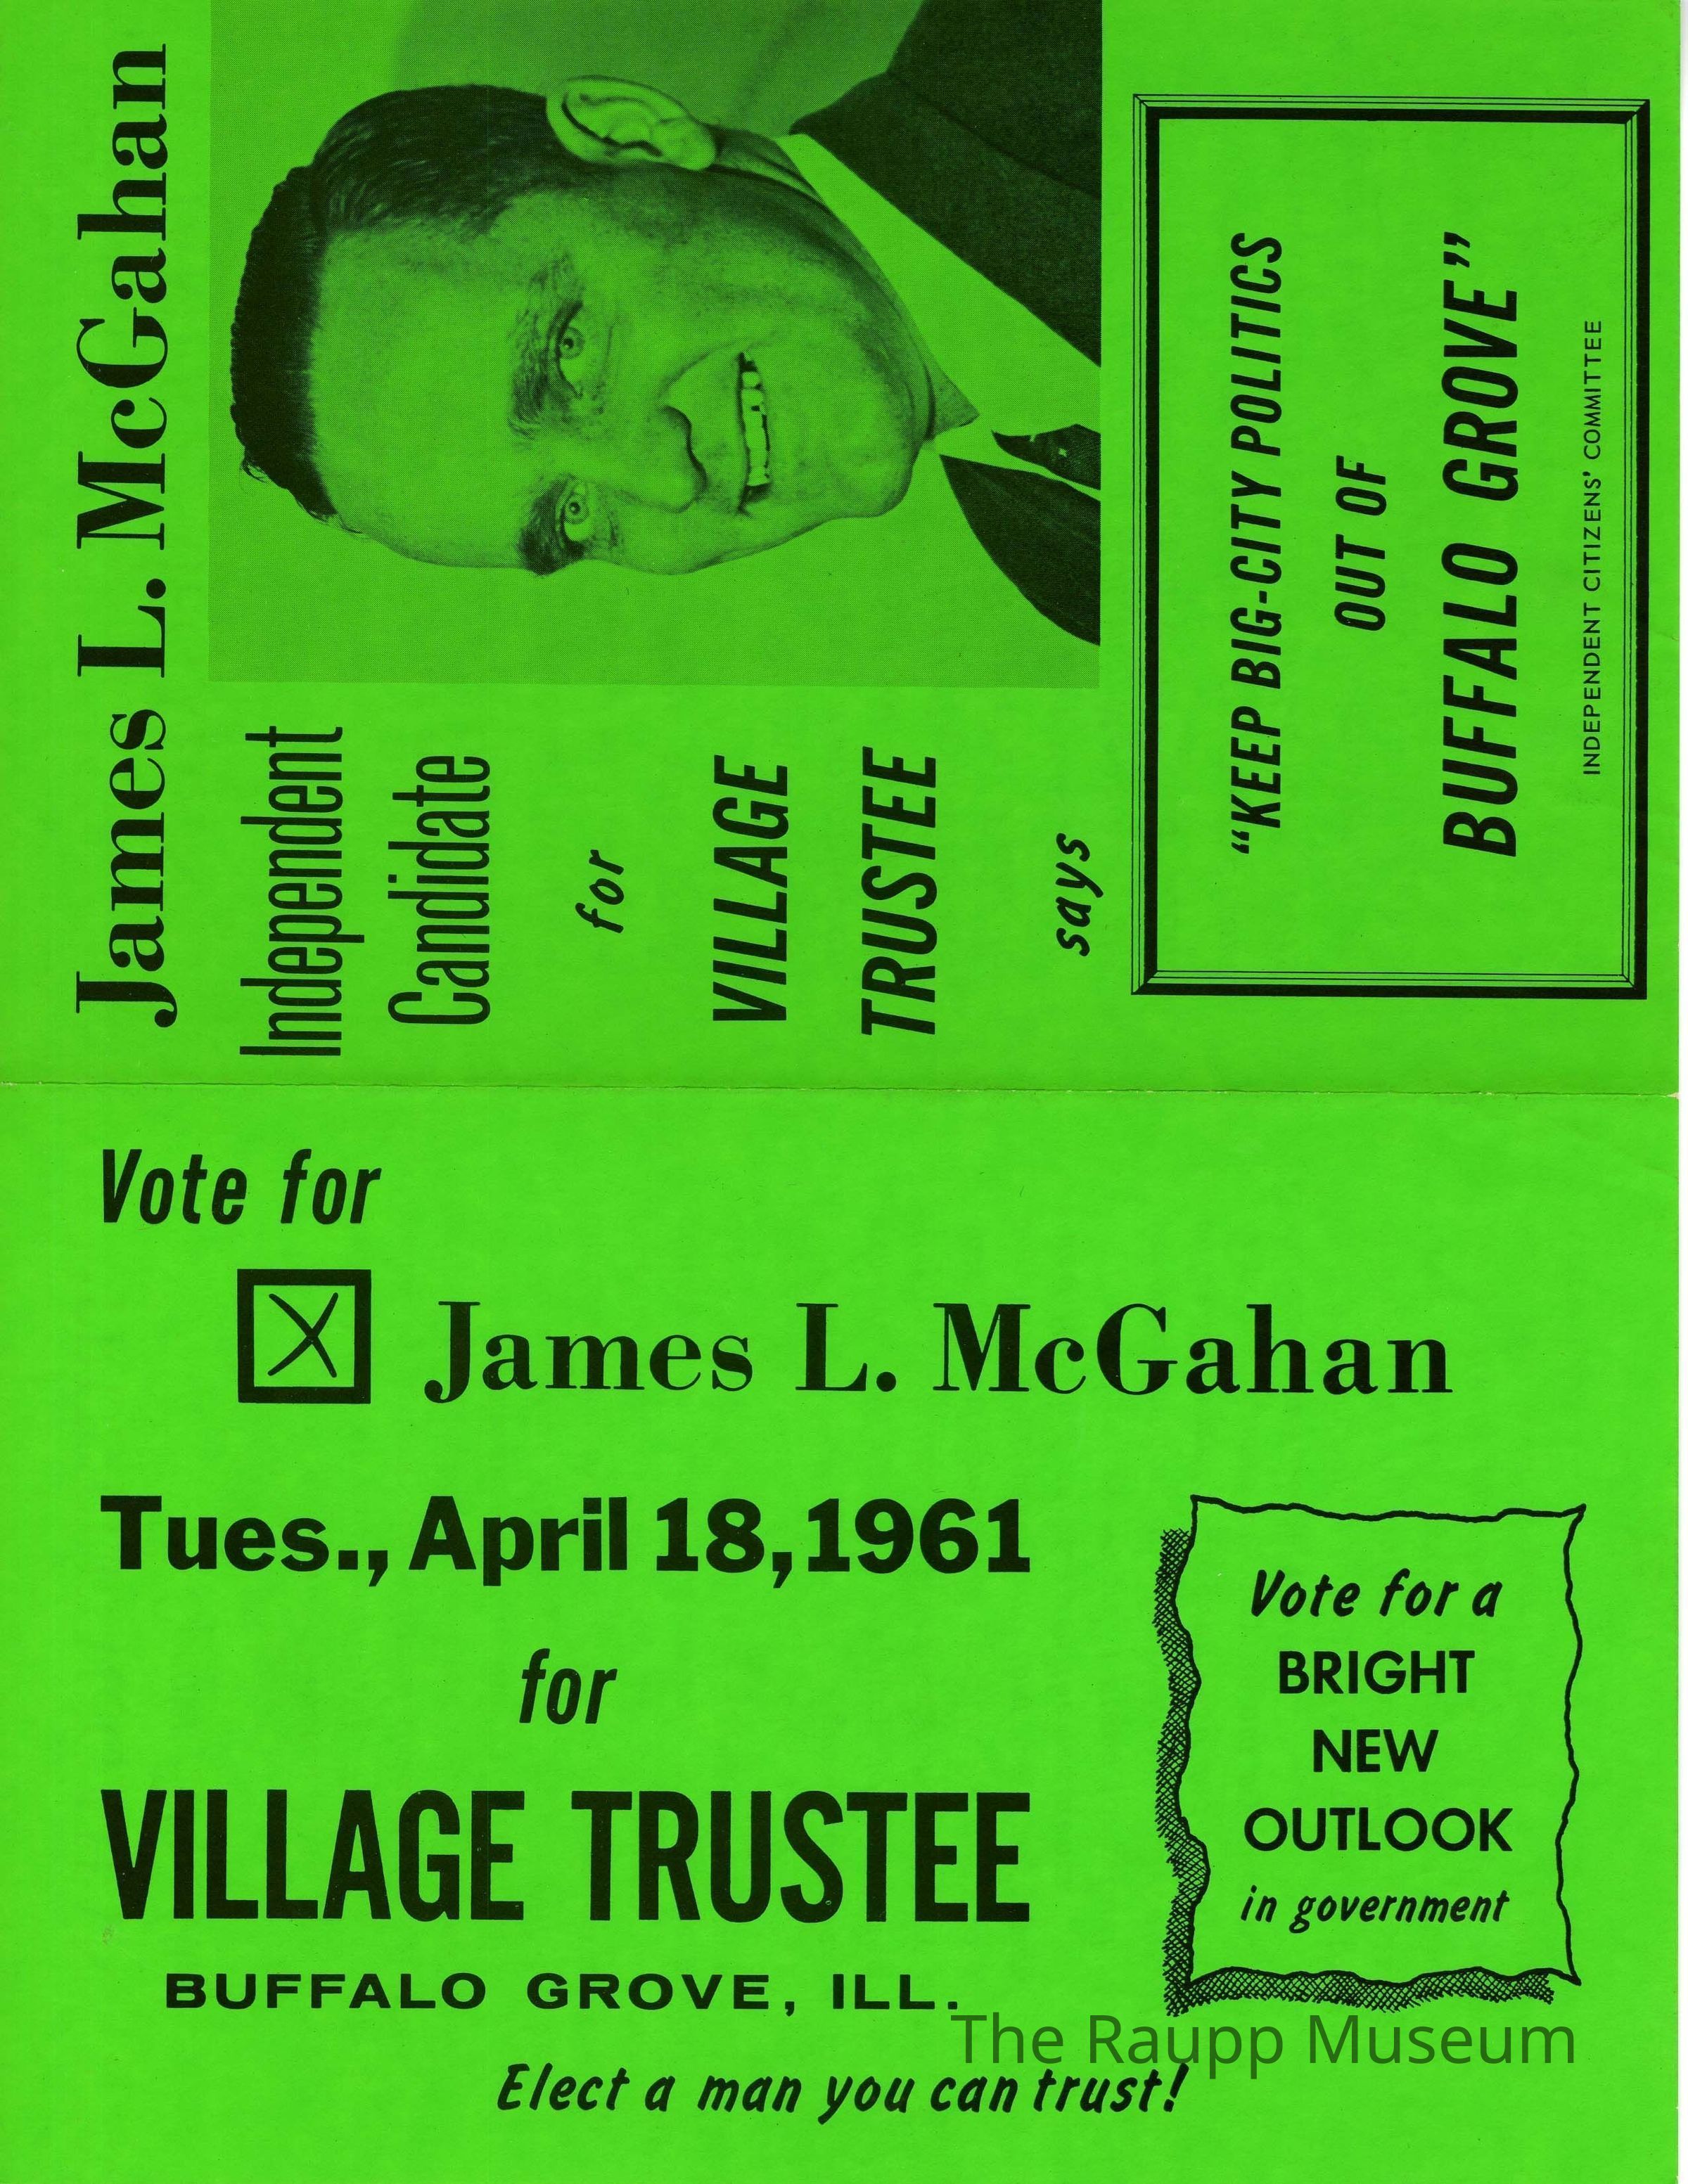 James L. McGahan
Independent
Candidate
for
VILLAGE
TRUSTEE
says
“KEEP BIG-CITY POLITICS
OUT OF
BUFFALO GROVE”
INDEPENDENT CITIZENS' COMMITTEE
Vote for
X James L. McGahan
Tues., April 18, 1961
for
VILLAGE TRUSTEE
BUFFALO GROVE, ILL.
Vote for a
BRIGHT
NEW
OUTLOOK
in government
Elect a man you can trust!
The Raupp Museum